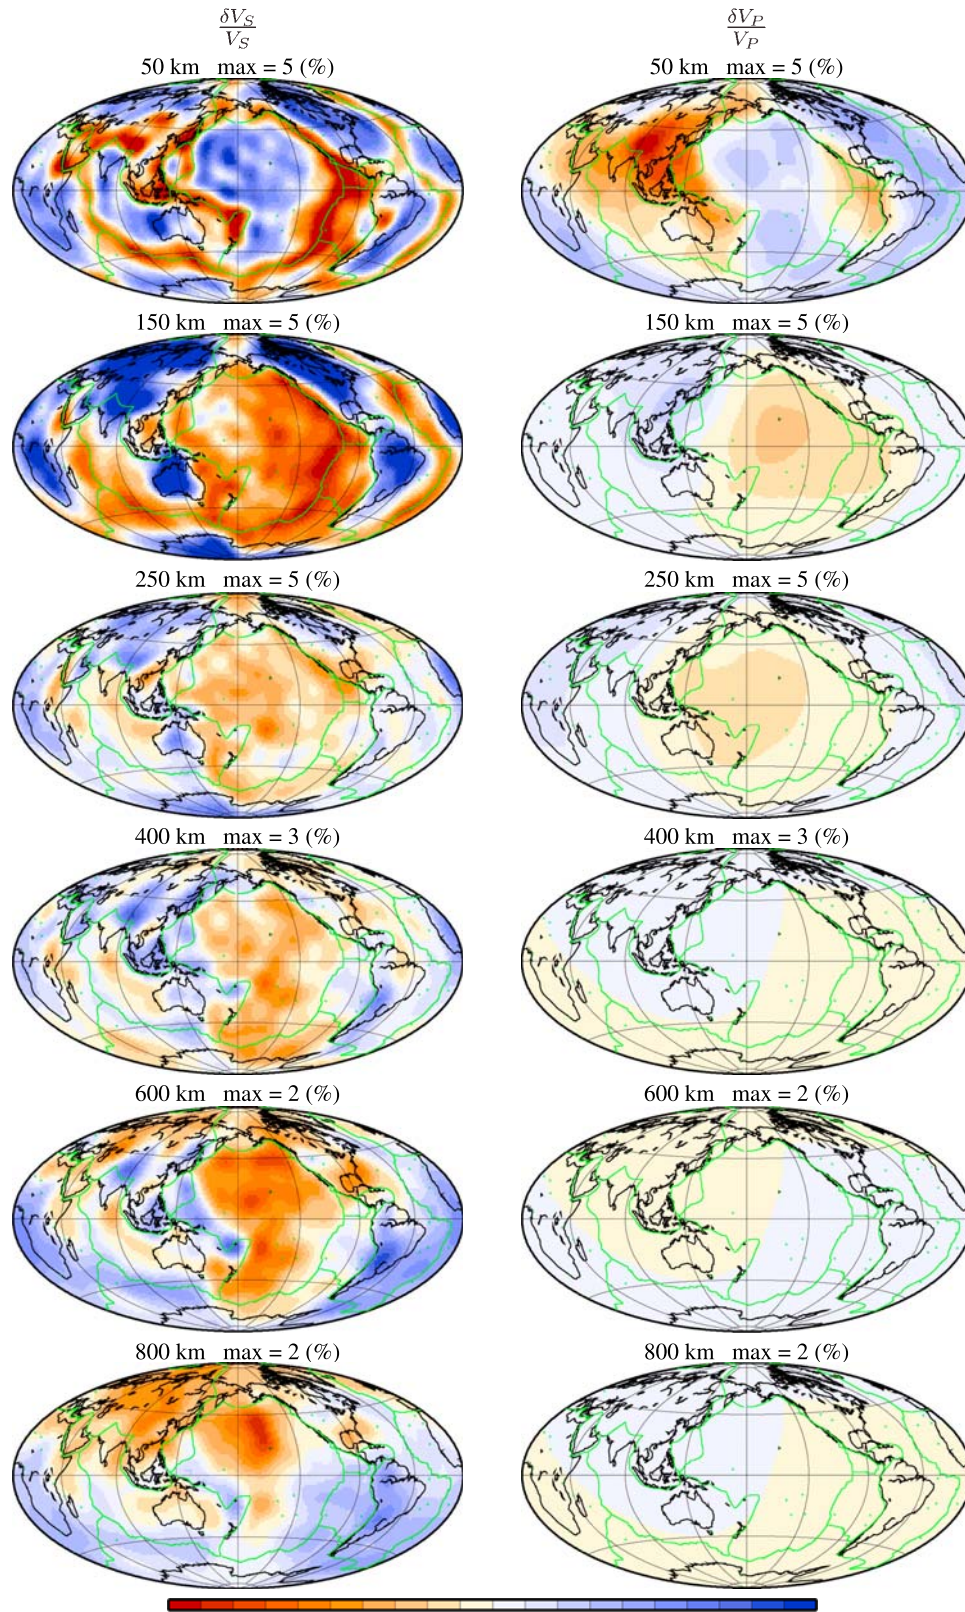 δV_S/V_S δV_P/V_P
50 km max = 5 (%) 50 km max = 5 (%)
150 km max = 5 (%) 150 km max = 5 (%)
250 km max = 5 (%) 250 km max = 5 (%)
400 km max = 3 (%) 400 km max = 3 (%)
600 km max = 2 (%) 600 km max = 2 (%)
800 km max = 2 (%) 800 km max = 2 (%)